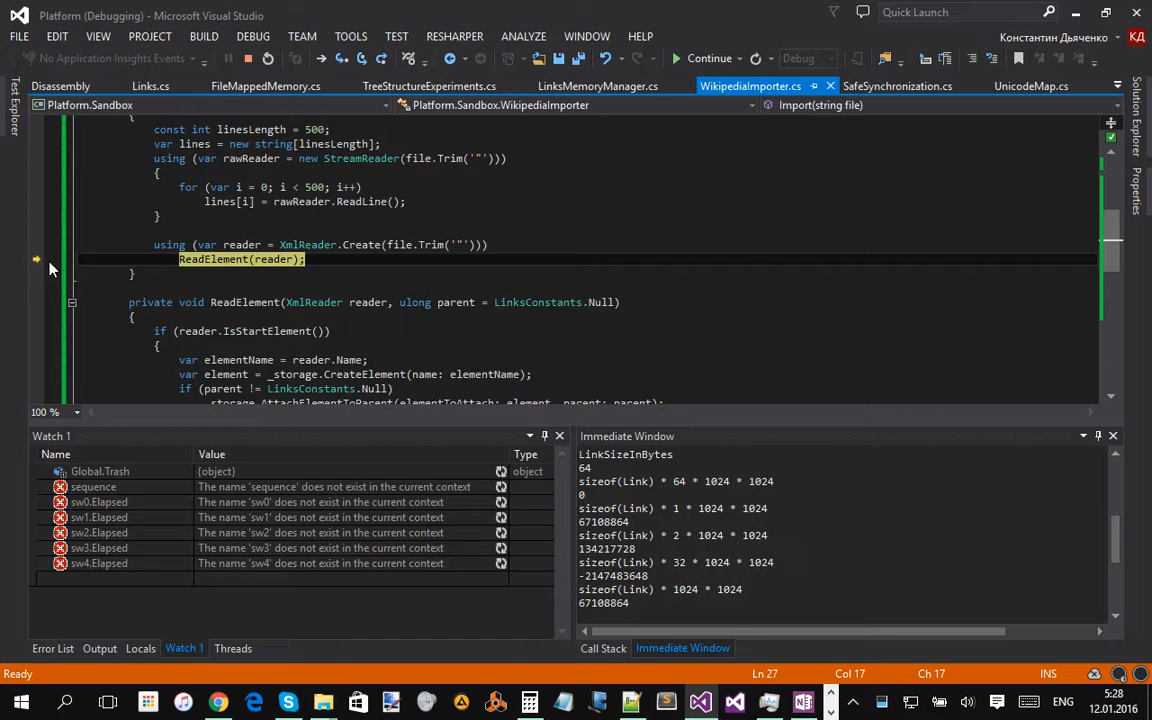 Platform (Debugging) - Microsoft Visual Studio
Quick Launch
FILE EDIT VIEW PROJECT BUILD DEBUG TEAM TOOLS TEST RESHARPER ANALYZE WINDOW HELP
Константин Дьяченко КД
No Application Insights Events Continue Debug
Disassembly Links.cs FileMappedMemory.cs TreeStructureExperiments.cs LinksMemoryManager.cs WikipediaImporter.cs SafeSynchronization.cs UnicodeMap.cs
Test Explorer
Solution Explorer
Properties
Platform.Sandbox Platform.Sandbox.WikipediaImporter Import(string file)
{
const int linesLength = 500;
var lines = new string[linesLength];
using (var rawReader = new StreamReader(file.Trim('"')))
{
for (var i = 0; i < 500; i++)
lines[i] = rawReader.ReadLine();
}
using (var reader = XmlReader.Create(file.Trim('"')))
ReadElement(reader);
}
private void ReadElement(XmlReader reader, ulong parent = LinksConstants.Null)
{
if (reader.IsStartElement())
{
var elementName = reader.Name;
var element = _storage.CreateElement(name: elementName);
if (parent != LinksConstants.Null)
_storage.AttachElementToParent(elementToAttach: element, parent: parent);
100 %
Watch 1
Name Value Type
Global.Trash {object} object
sequence The name 'sequence' does not exist in the current context
sw0.Elapsed The name 'sw0' does not exist in the current context
sw1.Elapsed The name 'sw1' does not exist in the current context
sw2.Elapsed The name 'sw2' does not exist in the current context
sw3.Elapsed The name 'sw3' does not exist in the current context
sw4.Elapsed The name 'sw4' does not exist in the current context
Immediate Window
LinkSizeInBytes
64
sizeof(Link) * 64 * 1024 * 1024
0
sizeof(Link) * 1 * 1024 * 1024
67108864
sizeof(Link) * 2 * 1024 * 1024
134217728
sizeof(Link) * 32 * 1024 * 1024
-2147483648
sizeof(Link) * 1024 * 1024
67108864
Error List Output Locals Watch 1 Threads
Call Stack Immediate Window
Ready Ln 27 Col 17 Ch 17 INS
ENG
5:28
12.01.2016